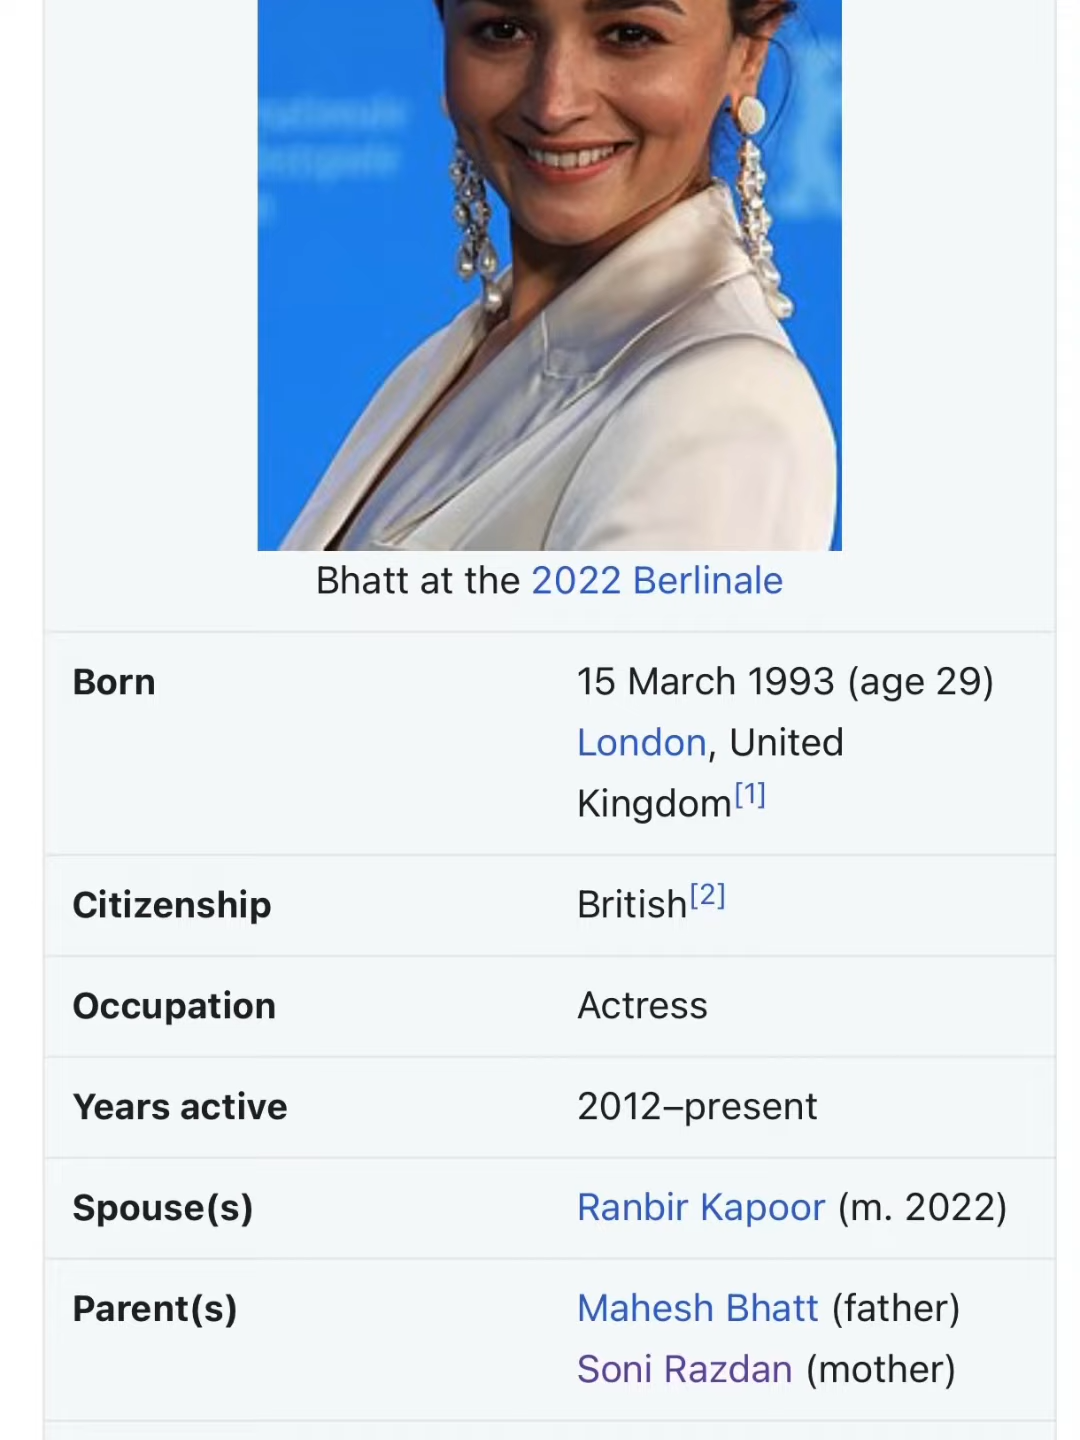 Bhatt at the 2022 Berlinale
Born
15 March 1993 (age 29)
London, United
Kingdom[1]
Citizenship
British[2]
Occupation
Actress
Years active
2012–present
Spouse(s)
Ranbir Kapoor (m. 2022)
Parent(s)
Mahesh Bhatt (father)
Soni Razdan (mother)